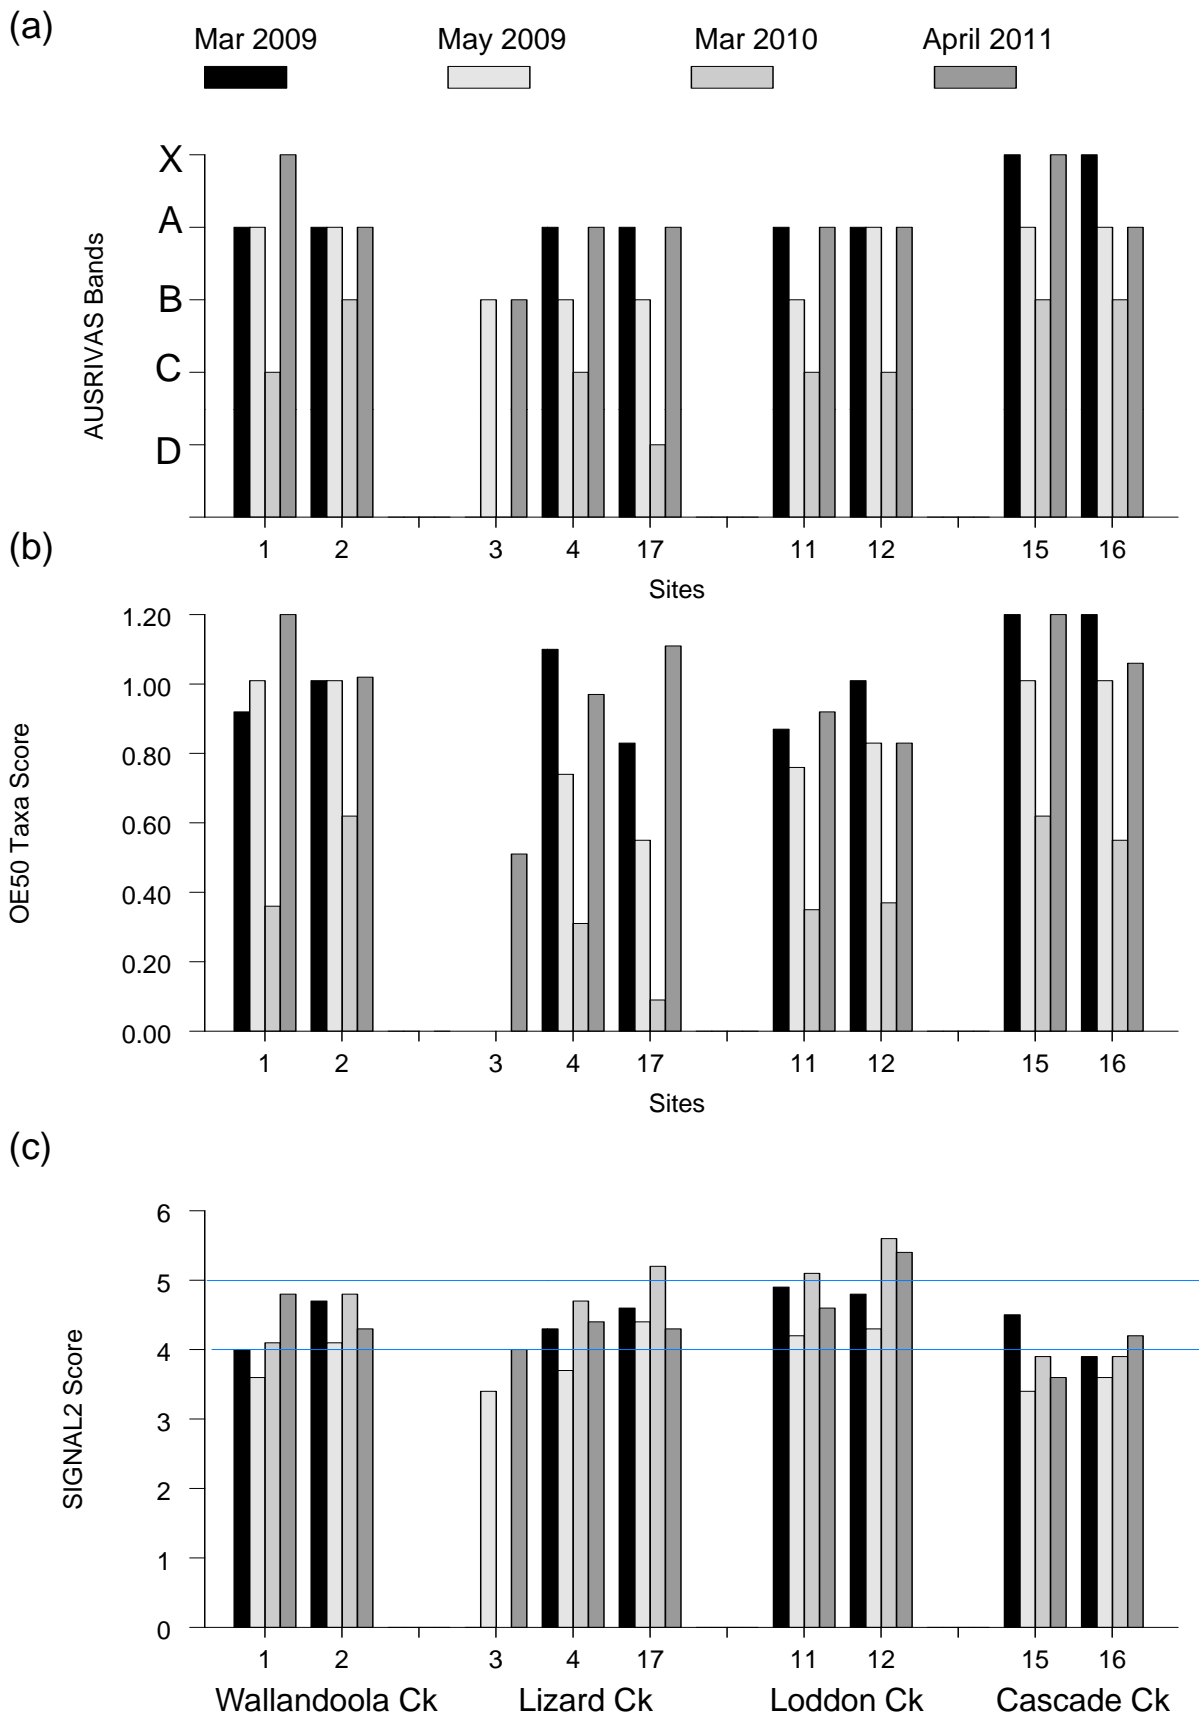 (a)
Mar 2009 May 2009 Mar 2010 April 2011
X
A
B
C
D
AUSRIVAS Bands
1 2 3 4 17 11 12 15 16
Sites
(b)
1.20
1.00
0.80
0.60
0.40
0.20
0.00
OE50 Taxa Score
1 2 3 4 17 11 12 15 16
Sites
(c)
6
5
4
3
2
1
0
SIGNAL2 Score
1 2 3 4 17 11 12 15 16
Wallandoola Ck Lizard Ck Loddon Ck Cascade Ck